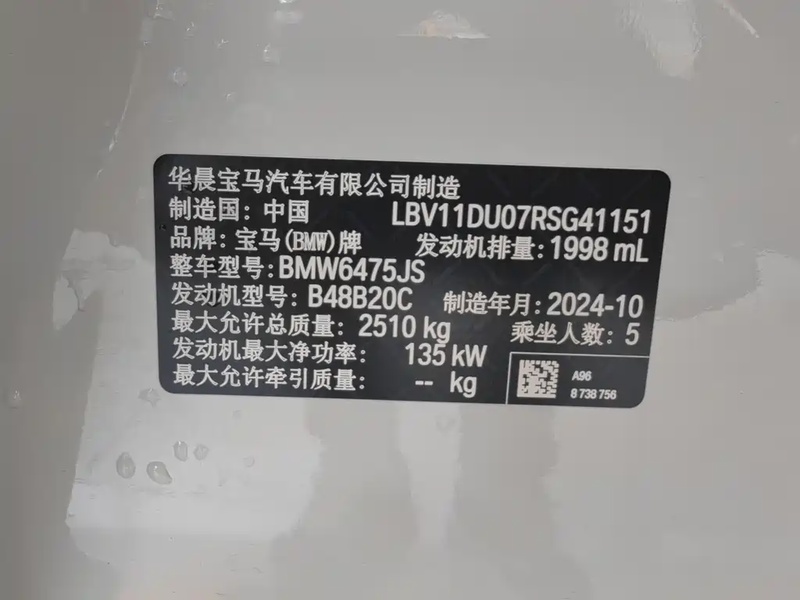 华晨宝马汽车有限公司制造
制造国: 中国 LBV11DU07RSG41151
品牌: 宝马(BMW)牌 发动机排量: 1998 mL
整车型号: BMW6475JS
发动机型号: B48B20C 制造年月: 2024-10
最大允许总质量: 2510 kg 乘坐人数: 5
发动机最大净功率: 135 kW
最大允许牵引质量: -- kg
A96
8 738 756